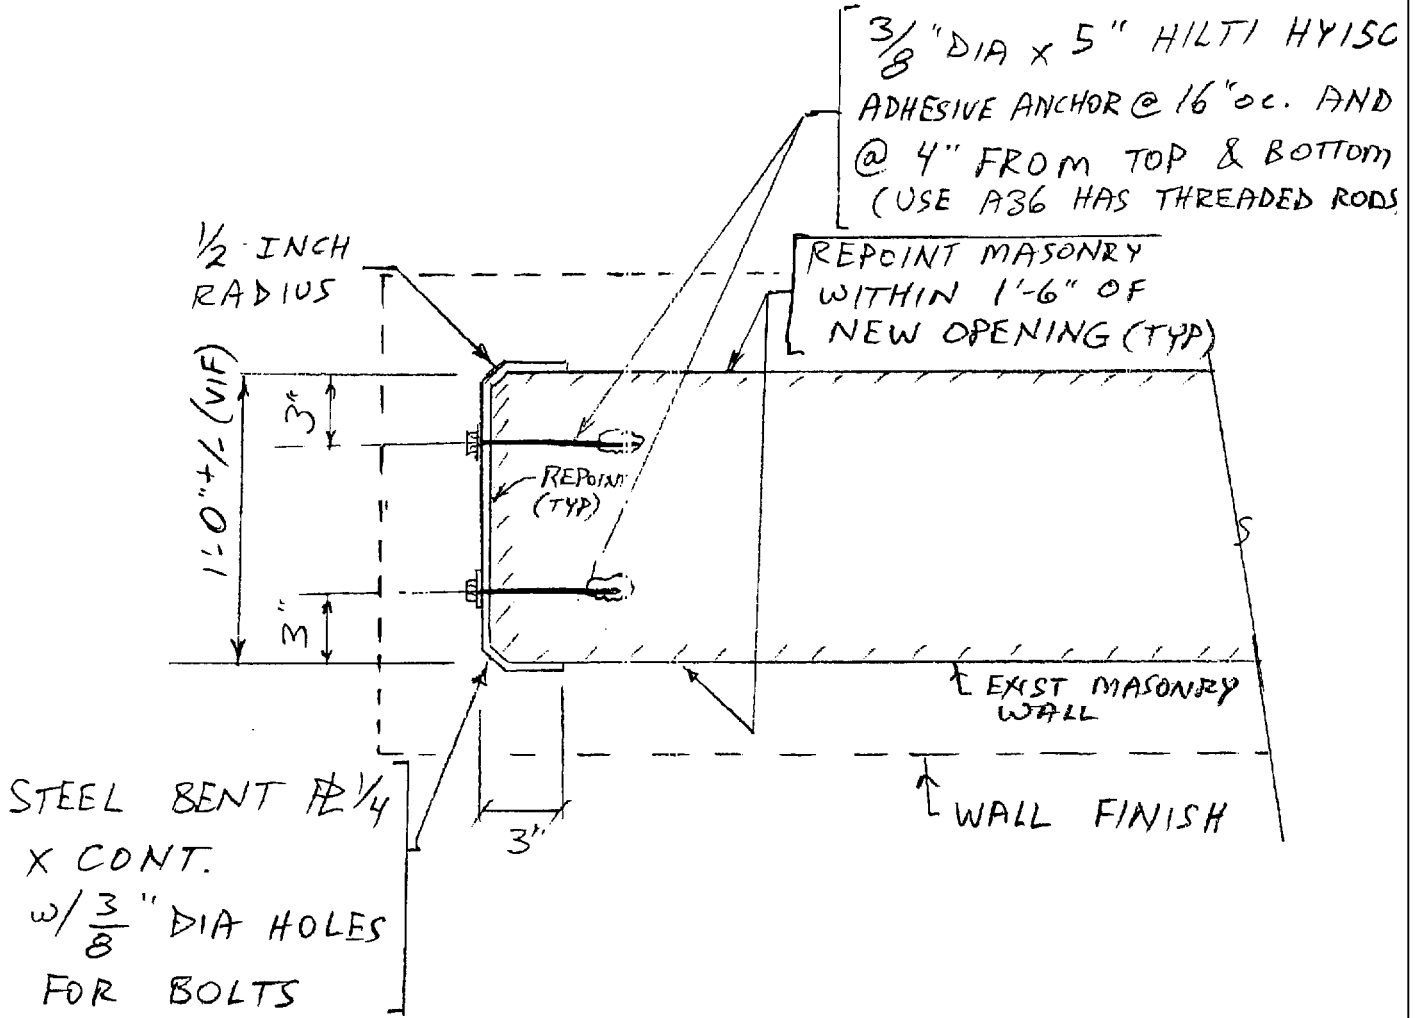 3/8" DIA x 5" HILTI HY150
ADHESIVE ANCHOR @ 16" oc. AND
@ 4" FROM TOP & BOTTOM
(USE A36 HAS THREADED RODS
1/2 INCH
RADIUS
REPOINT MASONRY
WITHIN 1'-6" OF
NEW OPENING (TYP)
1'-0" +/- (VIF)
3"
REPOINT
(TYP)
3"
EXIST MASONRY
WALL
STEEL BENT PL 1/4
X CONT.
w/ 3/8" DIA HOLES
FOR BOLTS
3"
WALL FINISH